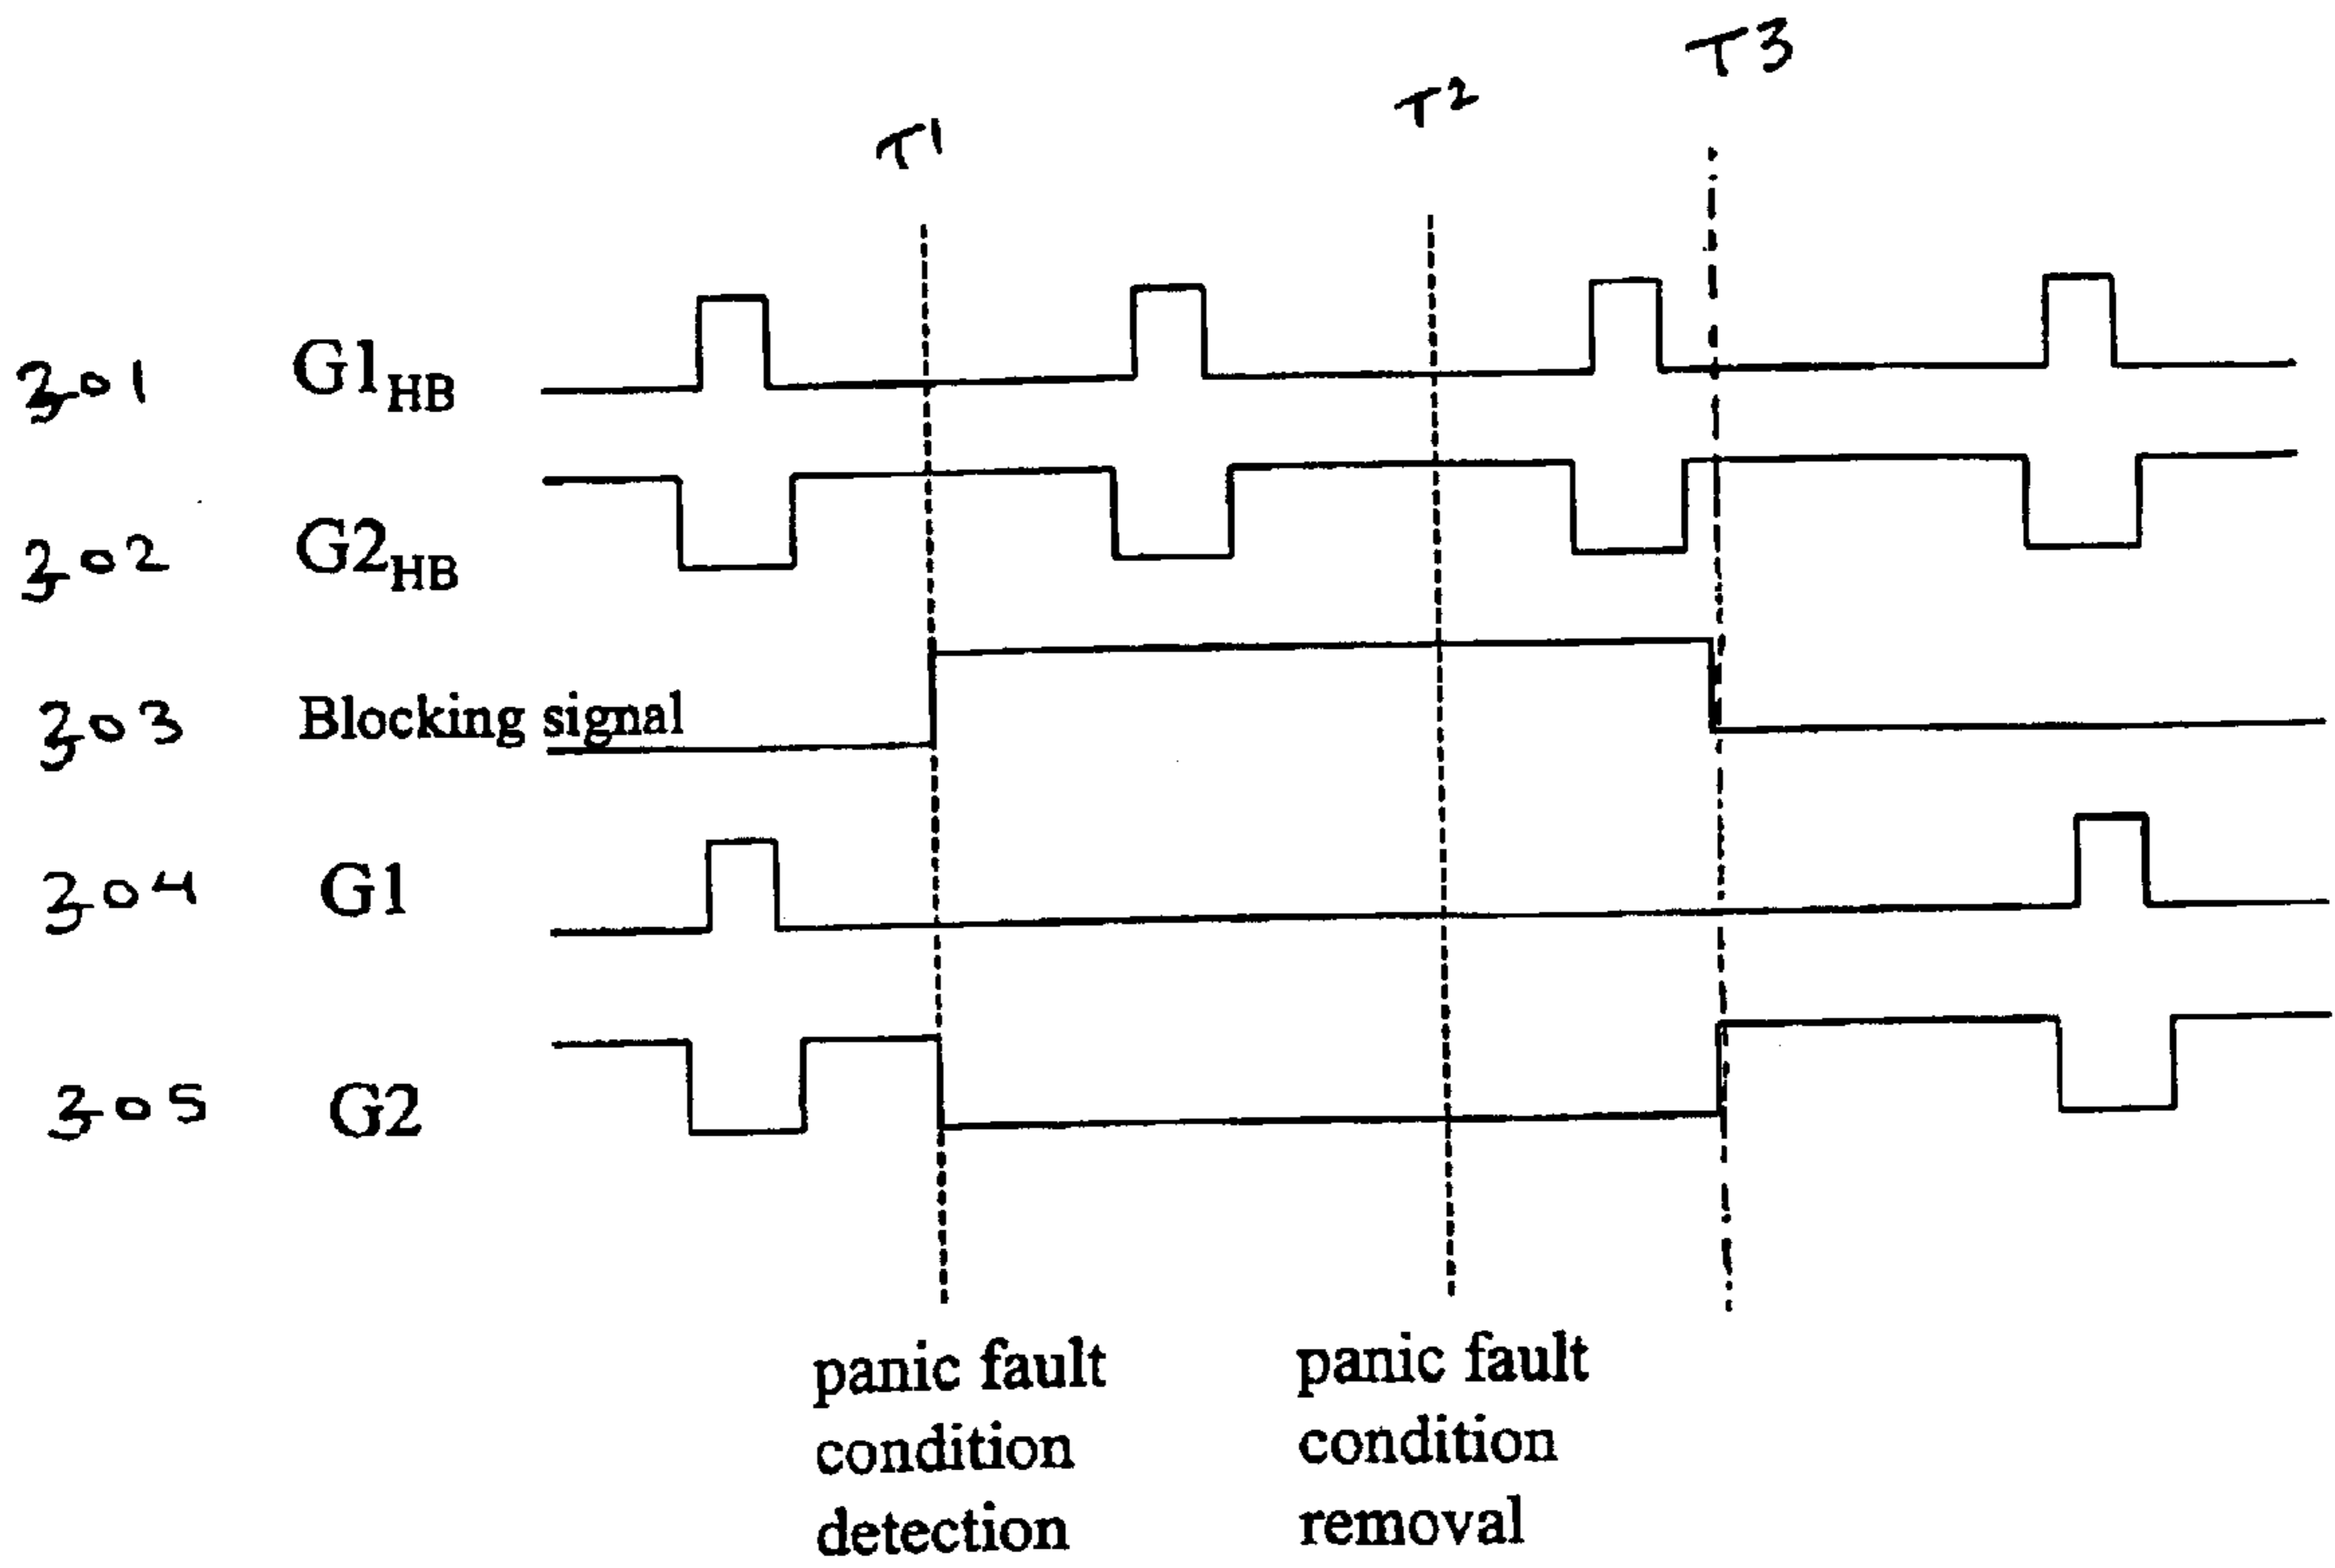 T1
T2
T3
301 G1HB
302 G2HB
303 Blocking signal
304 G1
305 G2
panic fault
condition
detection
panic fault
condition
removal